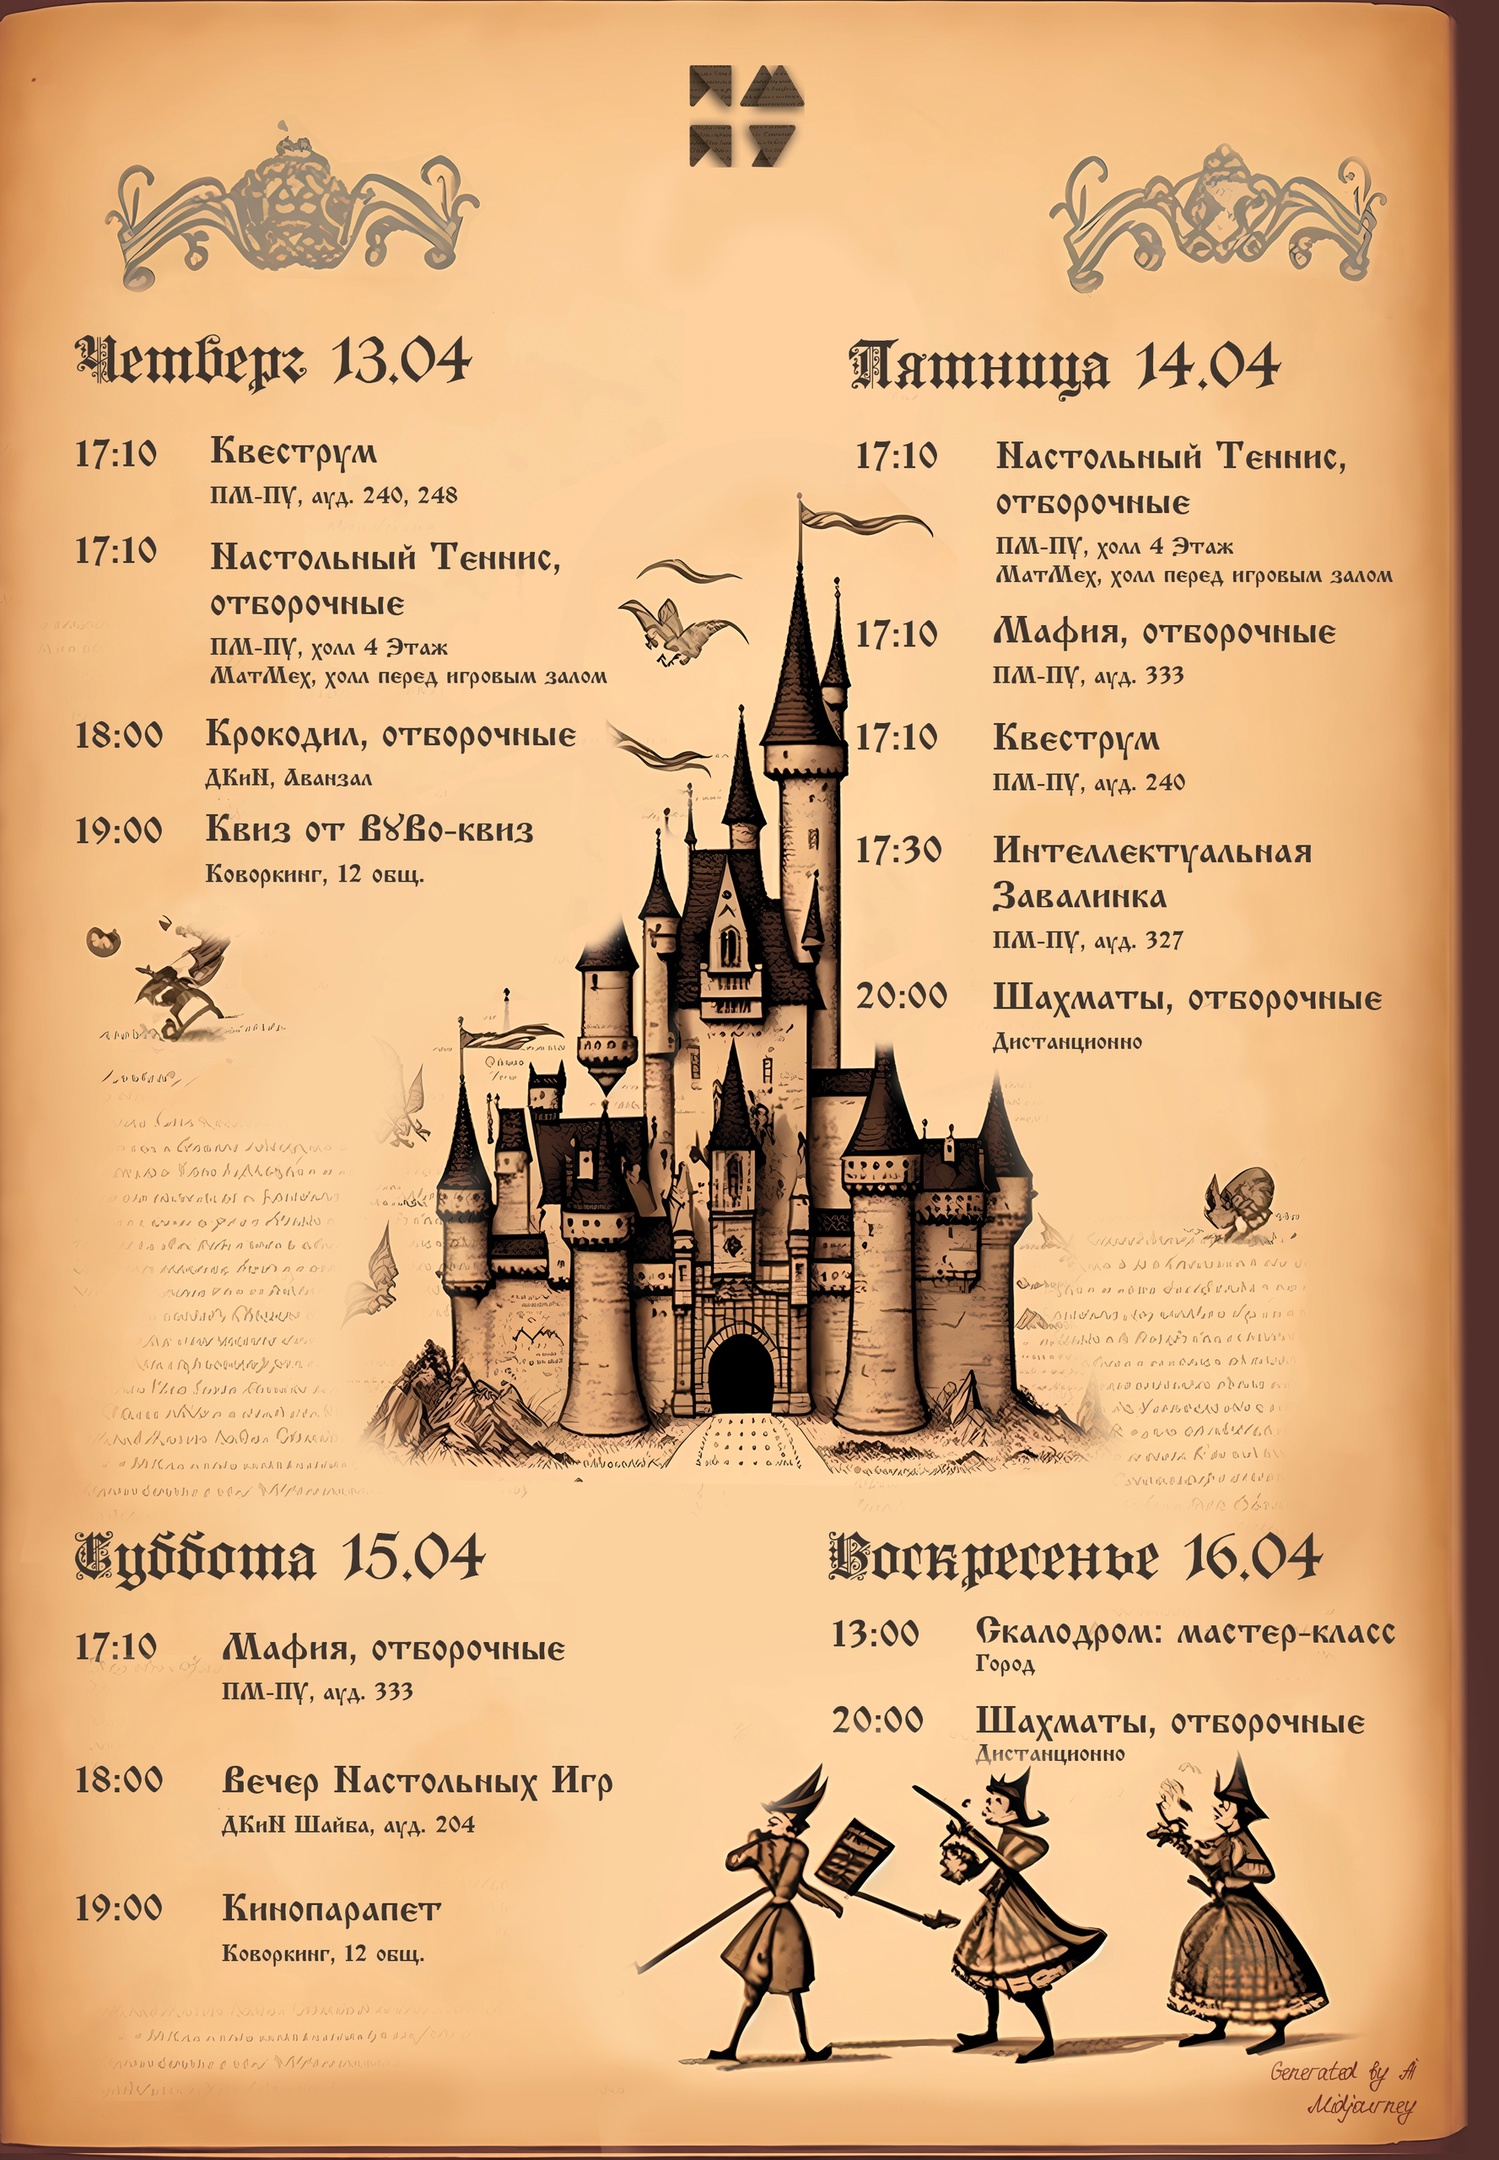 Четверг 13.04
17:10 Квеструм
ПМ-ПУ, ауд. 240, 248
17:10 Настольный Теннис,
отборочные
ПМ-ПУ, холл 4 Этаж
МатМех, холл перед игровым залом
18:00 Крокодил, отборочные
ДКиН, Аванзал
19:00 Квиз от ВУВо-квиз
Коворкинг, 12 общ.
Пятница 14.04
17:10 Настольный Теннис,
отборочные
ПМ-ПУ, холл 4 Этаж
МатМех, холл перед игровым залом
17:10 Мафия, отборочные
ПМ-ПУ, ауд. 333
17:10 Квеструм
ПМ-ПУ, ауд. 240
17:30 Интеллектуальная
Завалинка
ПМ-ПУ, ауд. 327
20:00 Шахматы, отборочные
Дистанционно
Суббота 15.04
17:10 Мафия, отборочные
ПМ-ПУ, ауд. 333
18:00 Вечер Настольных Игр
ДКиН Шайба, ауд. 204
19:00 Кинопарапет
Коворкинг, 12 общ.
Воскресенье 16.04
13:00 Скалодром: мастер-класс
Город
20:00 Шахматы, отборочные
Дистанционно
Generated by Ai
Midjourney